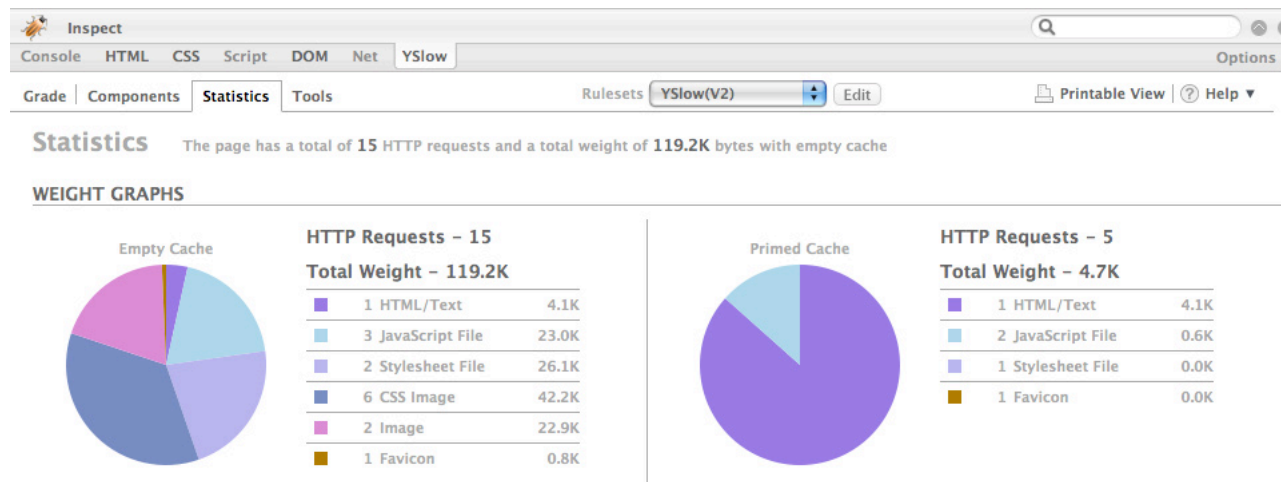 Inspect
Console HTML CSS Script DOM Net YSlow Options
Grade Components Statistics Tools Rulesets YSlow(V2) Edit Printable View ? Help ▼
Statistics The page has a total of 15 HTTP requests and a total weight of 119.2K bytes with empty cache
WEIGHT GRAPHS
Empty Cache
HTTP Requests – 15
Total Weight – 119.2K
1 HTML/Text 4.1K
3 JavaScript File 23.0K
2 Stylesheet File 26.1K
6 CSS Image 42.2K
2 Image 22.9K
1 Favicon 0.8K
Primed Cache
HTTP Requests – 5
Total Weight – 4.7K
1 HTML/Text 4.1K
2 JavaScript File 0.6K
1 Stylesheet File 0.0K
1 Favicon 0.0K